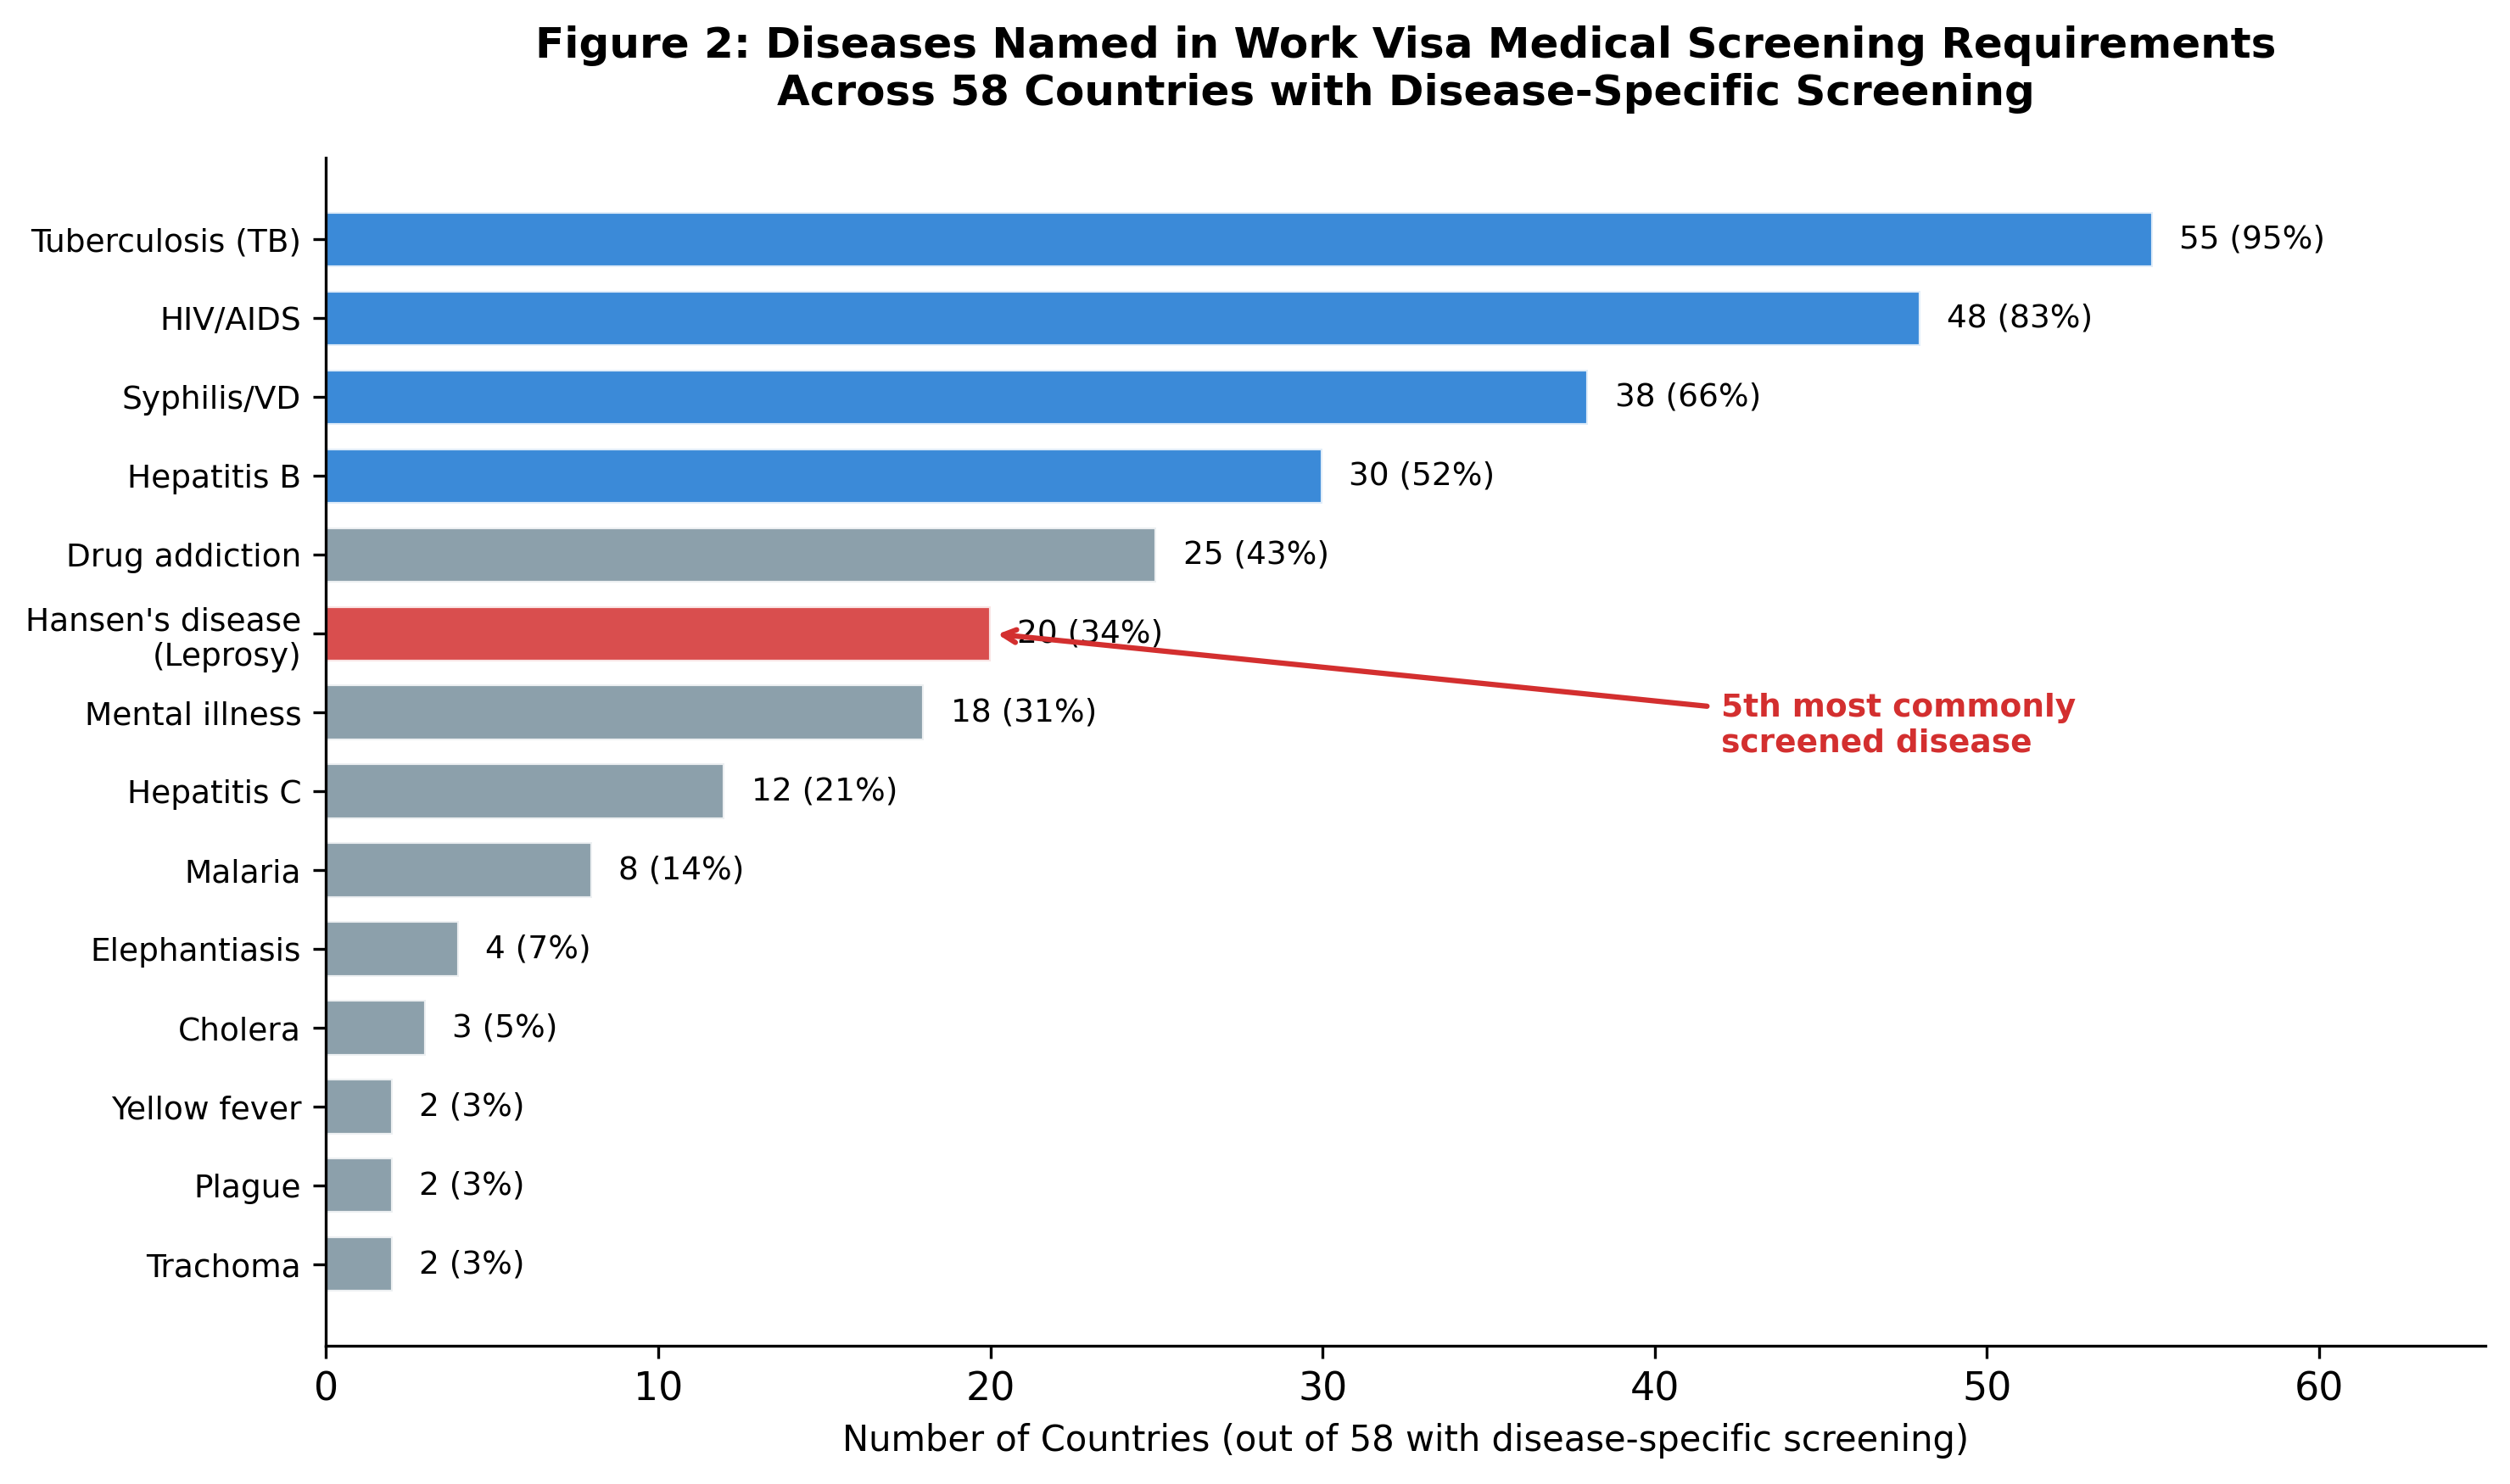 Figure 2: Diseases Named in Work Visa Medical Screening Requirements
Across 58 Countries with Disease-Specific Screening
Tuberculosis (TB) 55 (95%)
HIV/AIDS 48 (83%)
Syphilis/VD 38 (66%)
Hepatitis B 30 (52%)
Drug addiction 25 (43%)
Hansen's disease
(Leprosy) 20 (34%)
Mental illness 18 (31%)
5th most commonly
screened disease
Hepatitis C 12 (21%)
Malaria 8 (14%)
Elephantiasis 4 (7%)
Cholera 3 (5%)
Yellow fever 2 (3%)
Plague 2 (3%)
Trachoma 2 (3%)
0 10 20 30 40 50 60
Number of Countries (out of 58 with disease-specific screening)